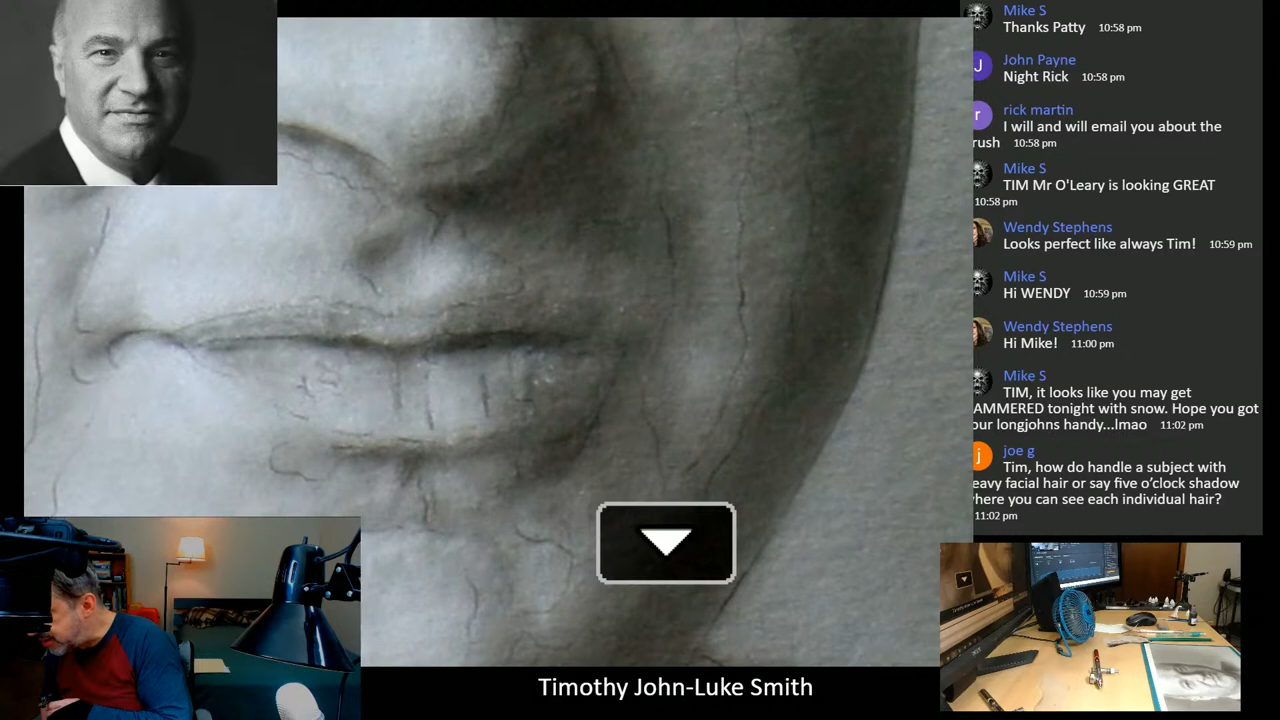 Mike S
Thanks Patty 10:58 pm
J
John Payne
Night Rick 10:58 pm
r
rick martin
I will and will email you about the
rush 10:58 pm
Mike S
TIM Mr O'Leary is looking GREAT
10:58 pm
Wendy Stephens
Looks perfect like always Tim! 10:59 pm
Mike S
Hi WENDY 10:59 pm
Wendy Stephens
Hi Mike! 11:00 pm
Mike S
TIM, it looks like you may get
AMMERED tonight with snow. Hope you got
our longjohns handy...lmao 11:02 pm
j
joe g
Tim, how do handle a subject with
eavy facial hair or say five o'clock shadow
here you can see each individual hair?
11:02 pm
Timothy John-Luke Smith